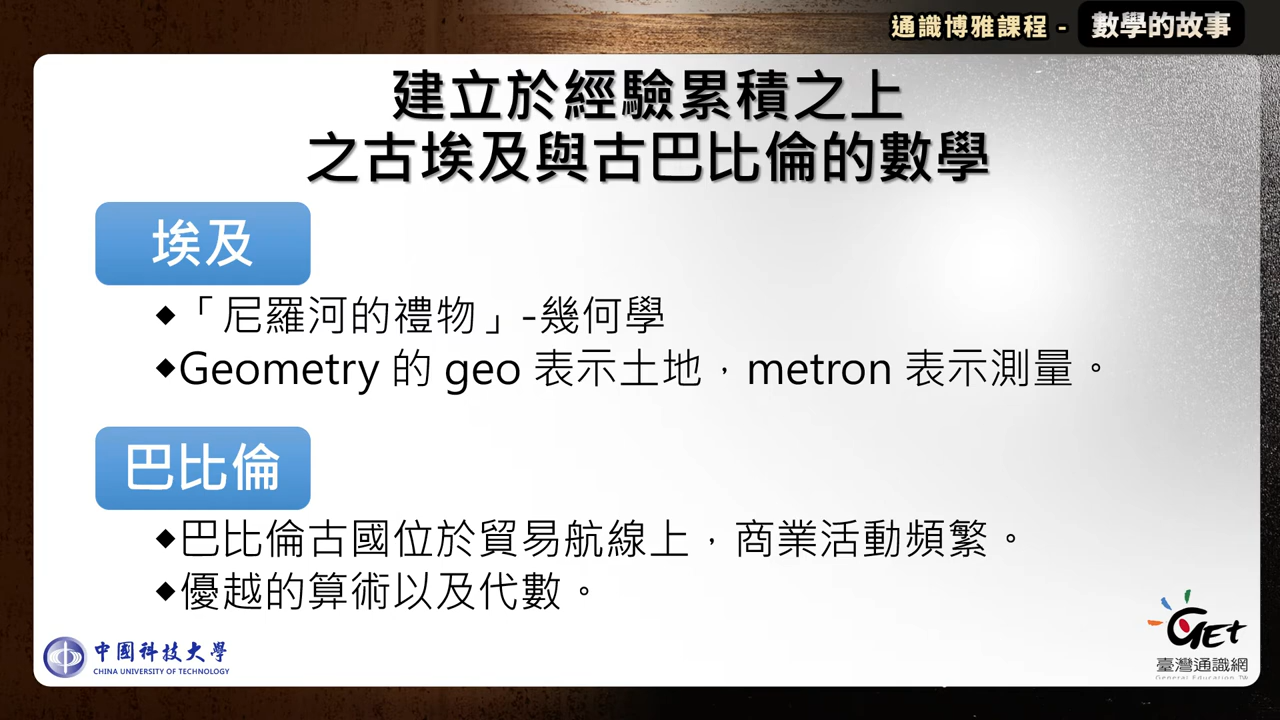 通識博雅課程 - 數學的故事
建立於經驗累積之上
之古埃及與古巴比倫的數學
埃及
◆「尼羅河的禮物」-幾何學
◆Geometry 的 geo 表示土地，metron 表示測量。
巴比倫
◆巴比倫古國位於貿易航線上，商業活動頻繁。
◆優越的算術以及代數。
中國科技大學
CHINA UNIVERSITY OF TECHNOLOGY
GET
臺灣通識網
General Education TW